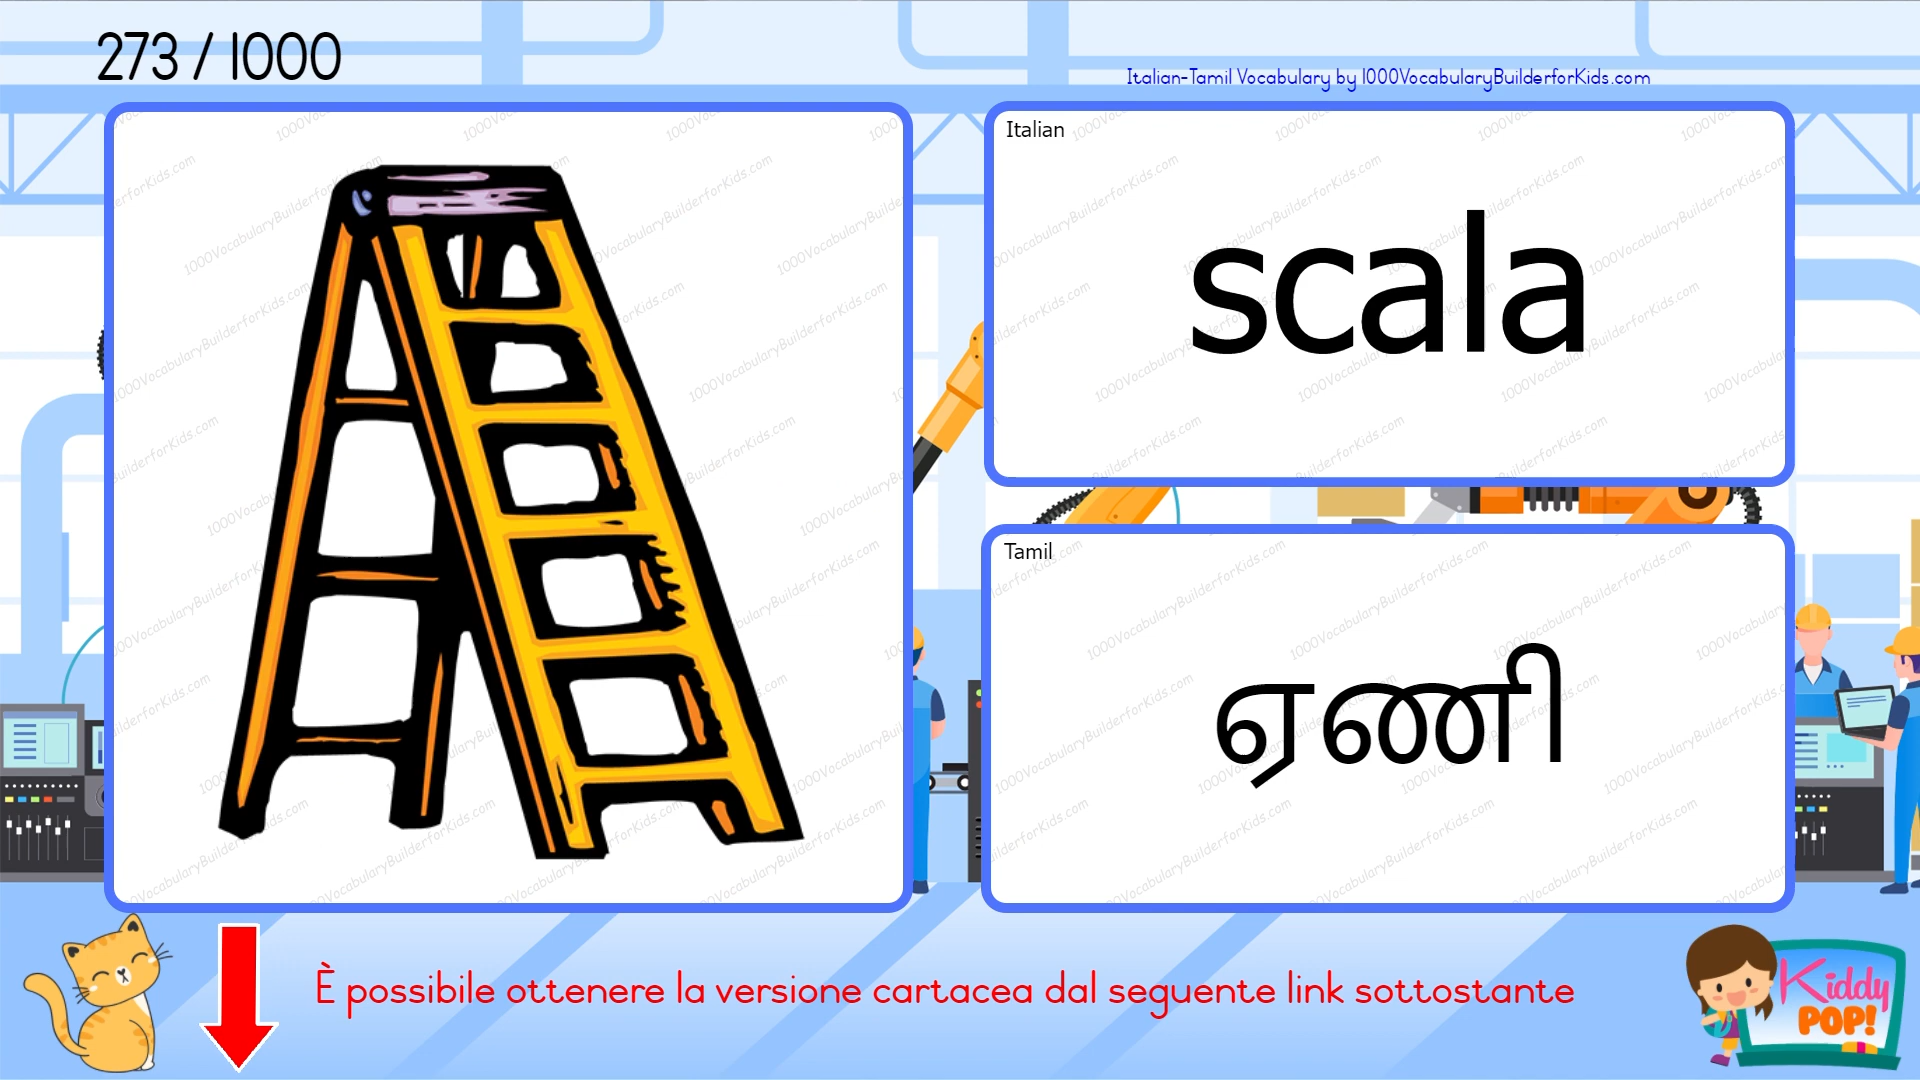 273 / 1000
Italian-Tamil Vocabulary by 1000VocabularyBuilderforKids.com
Italian
scala
Tamil
ஏணி
È possibile ottenere la versione cartacea dal seguente link sottostante
Kiddy
POP!